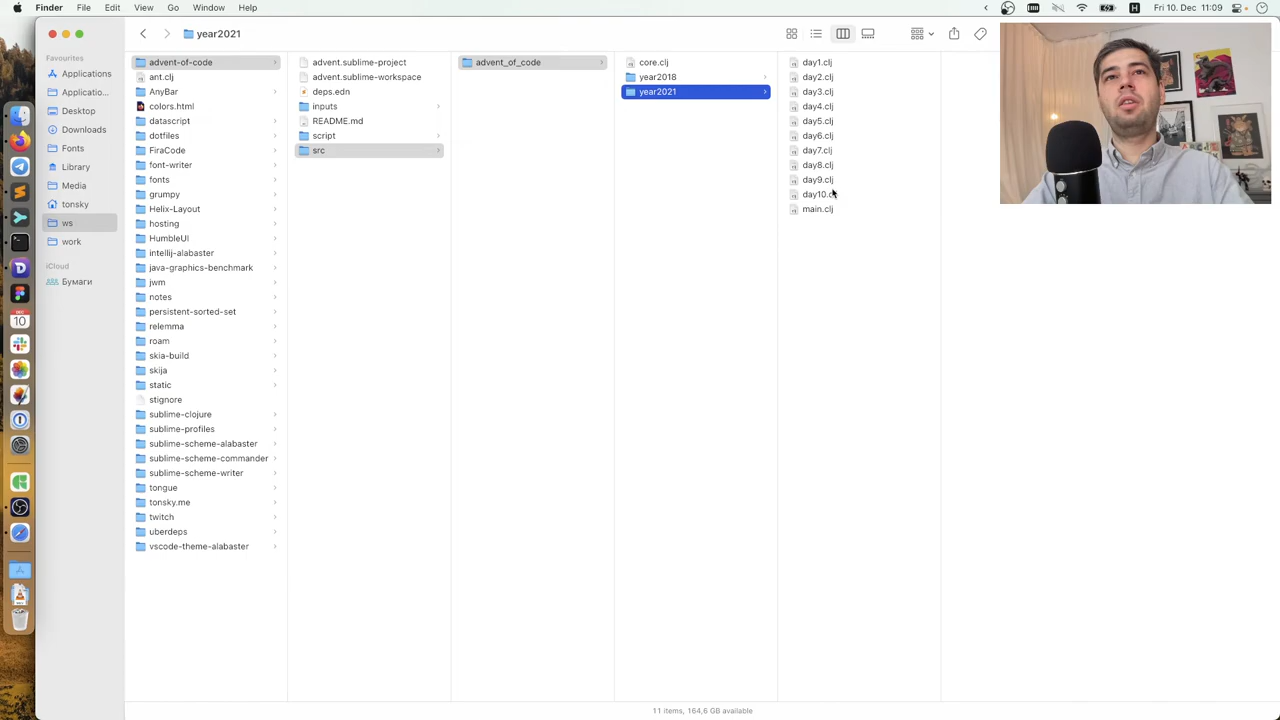 Finder File Edit View Go Window Help
Fri 10. Dec 11:09
year2021
Favourites
Applications
Applicatio...
Desktop
Downloads
Fonts
Library
Media
tonsky
ws
work
iCloud
Бумаги
advent-of-code
ant.clj
AnyBar
colors.html
datascript
dotfiles
FiraCode
font-writer
fonts
grumpy
Helix-Layout
hosting
HumbleUI
intellij-alabaster
java-graphics-benchmark
jwm
notes
persistent-sorted-set
relemma
roam
skia-build
skija
static
stignore
sublime-clojure
sublime-profiles
sublime-scheme-alabaster
sublime-scheme-commander
sublime-scheme-writer
tongue
tonsky.me
twitch
uberdeps
vscode-theme-alabaster
advent.sublime-project
advent.sublime-workspace
deps.edn
inputs
README.md
script
src
advent_of_code
core.clj
year2018
year2021
day1.clj
day2.clj
day3.clj
day4.clj
day5.clj
day6.clj
day7.clj
day8.clj
day9.clj
day10.c
main.clj
DEC
10
11 items, 164,6 GB available